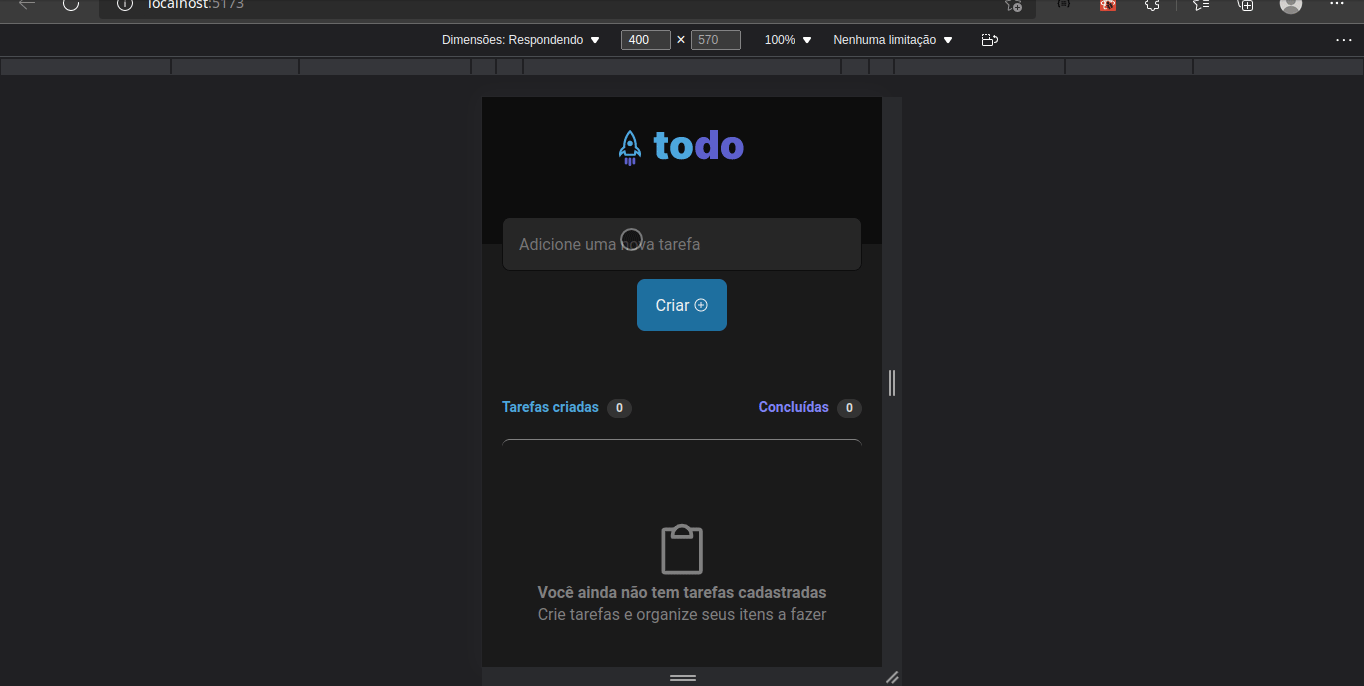 localhost:5173
Dimensões: Respondendo 400 × 570 100% Nenhuma limitação
todo
Adicione uma nova tarefa
Criar
Tarefas criadas 0 Concluídas 0
Você ainda não tem tarefas cadastradas
Crie tarefas e organize seus itens a fazer